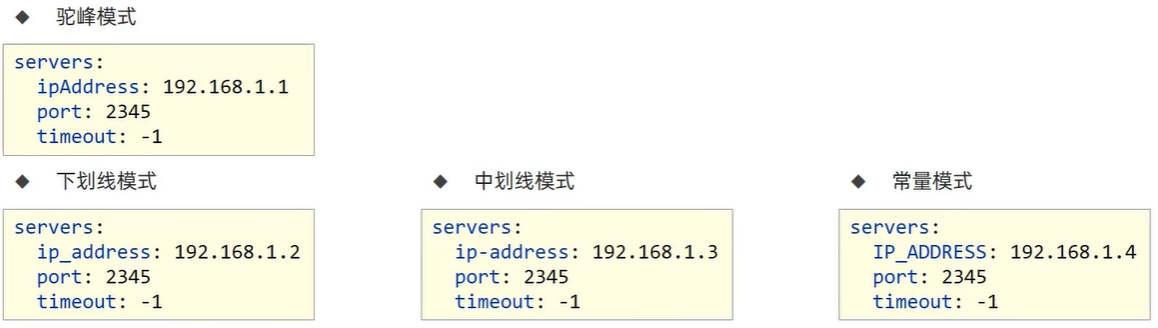 ◆ 驼峰模式
servers:
  ipAddress: 192.168.1.1
  port: 2345
  timeout: -1
◆ 下划线模式
servers:
  ip_address: 192.168.1.2
  port: 2345
  timeout: -1
◆ 中划线模式
servers:
  ip-address: 192.168.1.3
  port: 2345
  timeout: -1
◆ 常量模式
servers:
  IP_ADDRESS: 192.168.1.4
  port: 2345
  timeout: -1